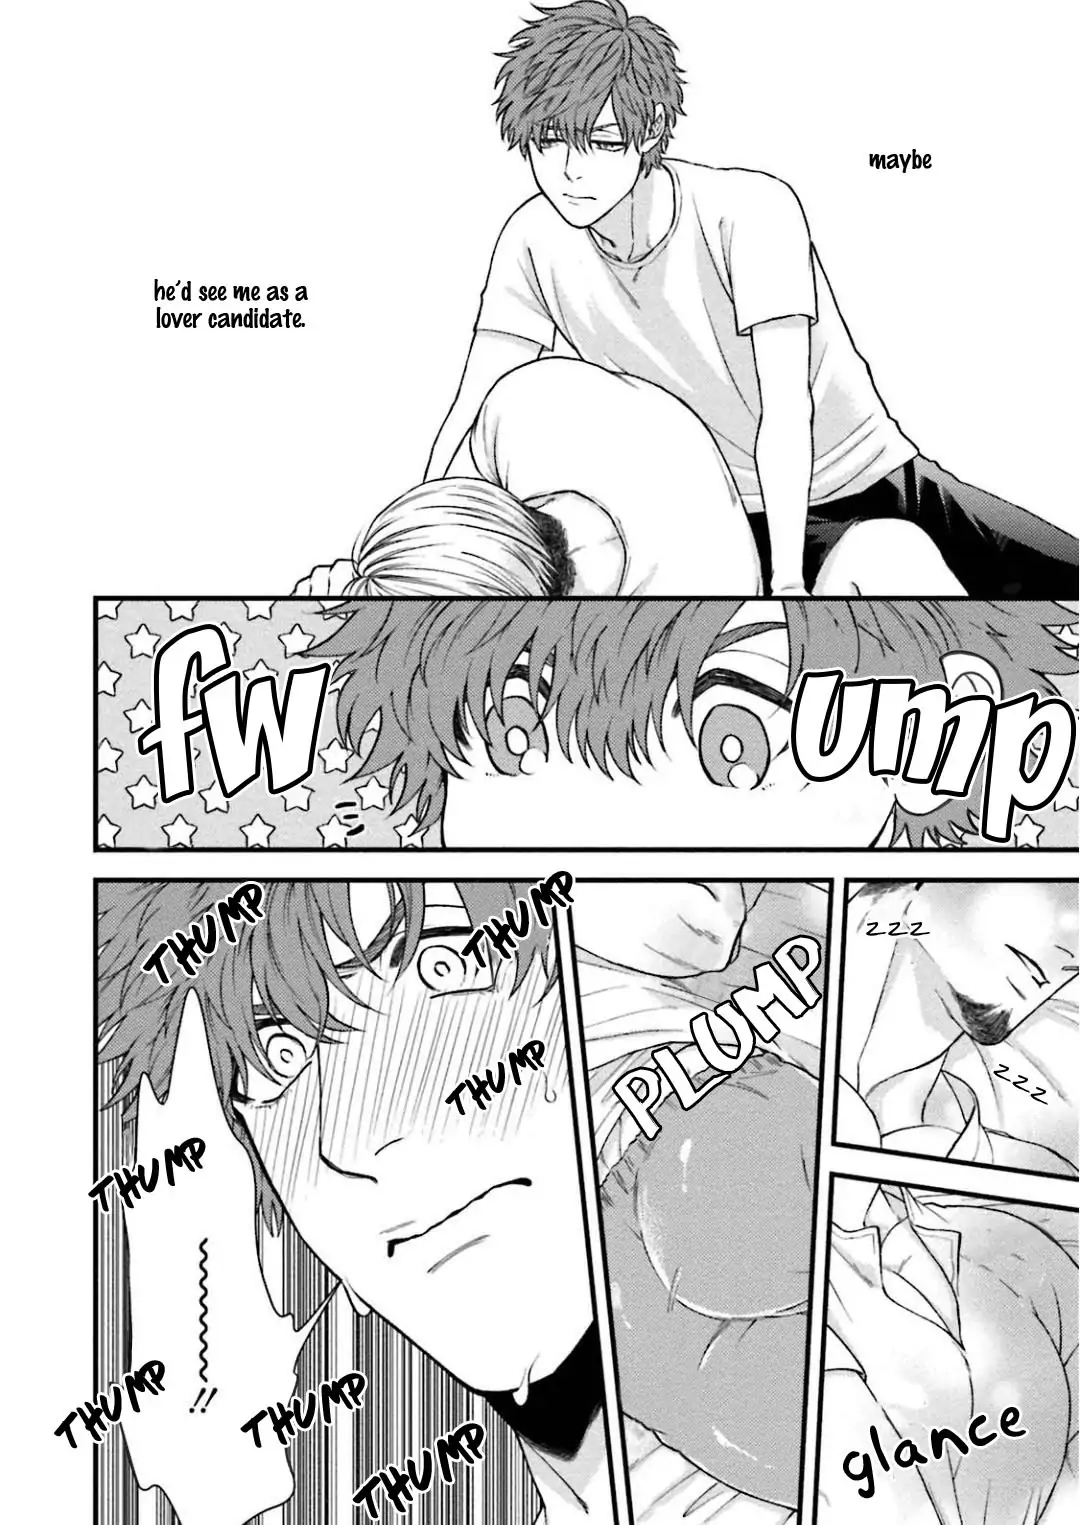 maybe
he'd see me as a
lover candidate.
fw
ump
zzz
zzz
PLUMP
glance
THUMP
THUMP
THUMP
THUMP
!!
THUMP
THUMP
THUMP